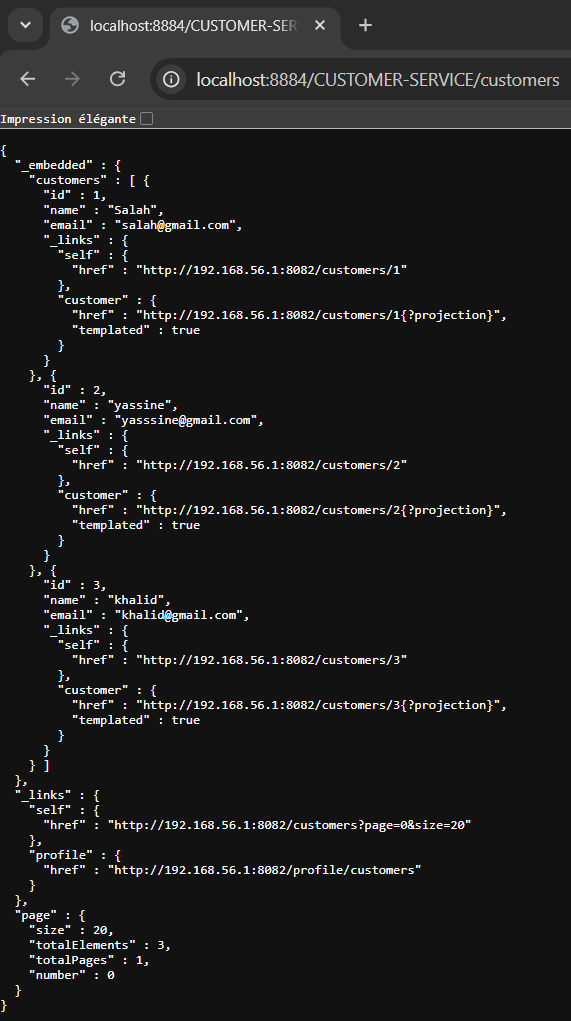 localhost:8884/CUSTOMER-SER
localhost:8884/CUSTOMER-SERVICE/customers
Impression élégante
{
  "_embedded" : {
    "customers" : [ {
      "id" : 1,
      "name" : "Salah",
      "email" : "salah@gmail.com",
      "_links" : {
        "self" : {
          "href" : "http://192.168.56.1:8082/customers/1"
        },
        "customer" : {
          "href" : "http://192.168.56.1:8082/customers/1{?projection}",
          "templated" : true
        }
      }
    }, {
      "id" : 2,
      "name" : "yassine",
      "email" : "yasssine@gmail.com",
      "_links" : {
        "self" : {
          "href" : "http://192.168.56.1:8082/customers/2"
        },
        "customer" : {
          "href" : "http://192.168.56.1:8082/customers/2{?projection}",
          "templated" : true
        }
      }
    }, {
      "id" : 3,
      "name" : "khalid",
      "email" : "khalid@gmail.com",
      "_links" : {
        "self" : {
          "href" : "http://192.168.56.1:8082/customers/3"
        },
        "customer" : {
          "href" : "http://192.168.56.1:8082/customers/3{?projection}",
          "templated" : true
        }
      }
    } ]
  },
  "_links" : {
    "self" : {
      "href" : "http://192.168.56.1:8082/customers?page=0&size=20"
    },
    "profile" : {
      "href" : "http://192.168.56.1:8082/profile/customers"
    }
  },
  "page" : {
    "size" : 20,
    "totalElements" : 3,
    "totalPages" : 1,
    "number" : 0
  }
}